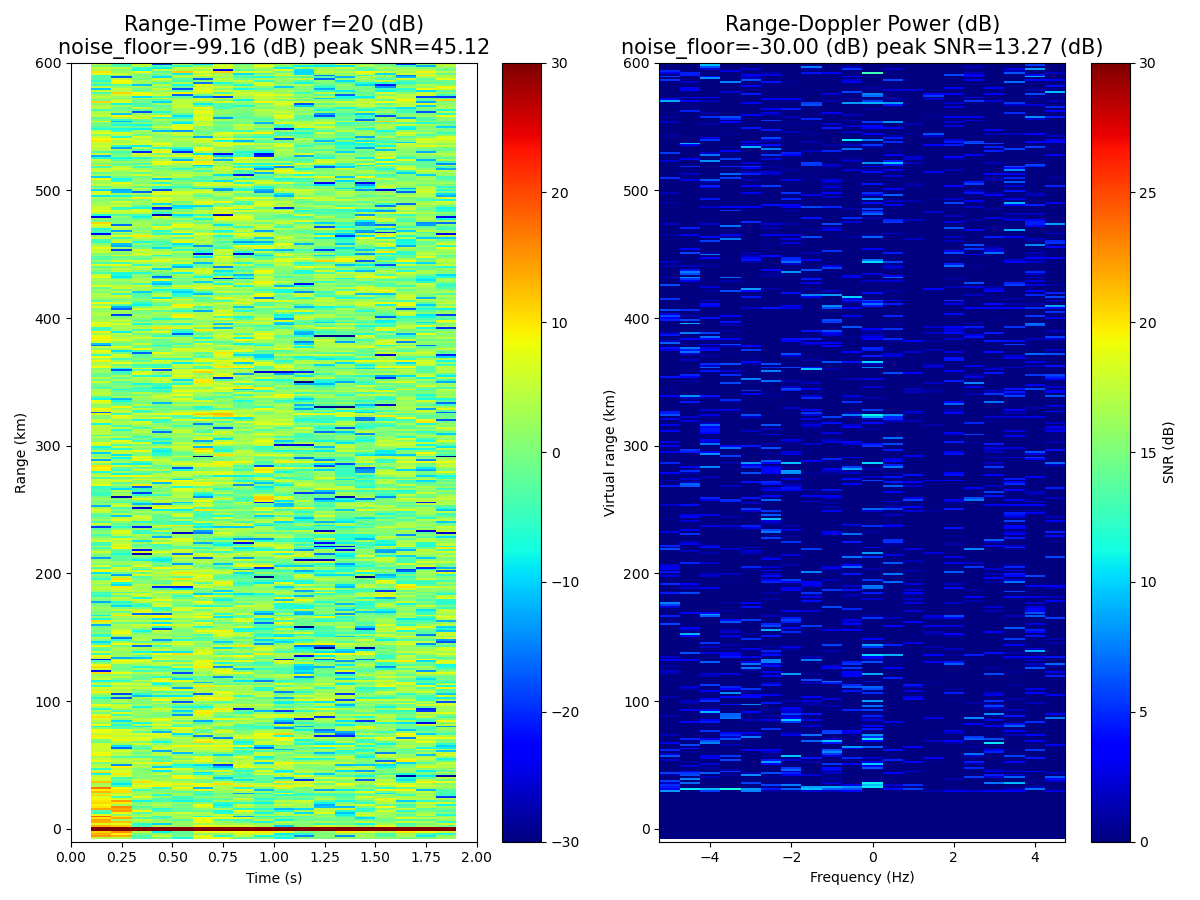 Range-Time Power f=20 (dB)
noise_floor=-99.16 (dB) peak SNR=45.12
Range (km)
600
500
400
300
200
100
0
0.00 0.25 0.50 0.75 1.00 1.25 1.50 1.75 2.00
Time (s)
30
20
10
0
−10
−20
−30
Range-Doppler Power (dB)
noise_floor=-30.00 (dB) peak SNR=13.27 (dB)
Virtual range (km)
600
500
400
300
200
100
0
−4 −2 0 2 4
Frequency (Hz)
30
25
20
15
10
5
0
SNR (dB)